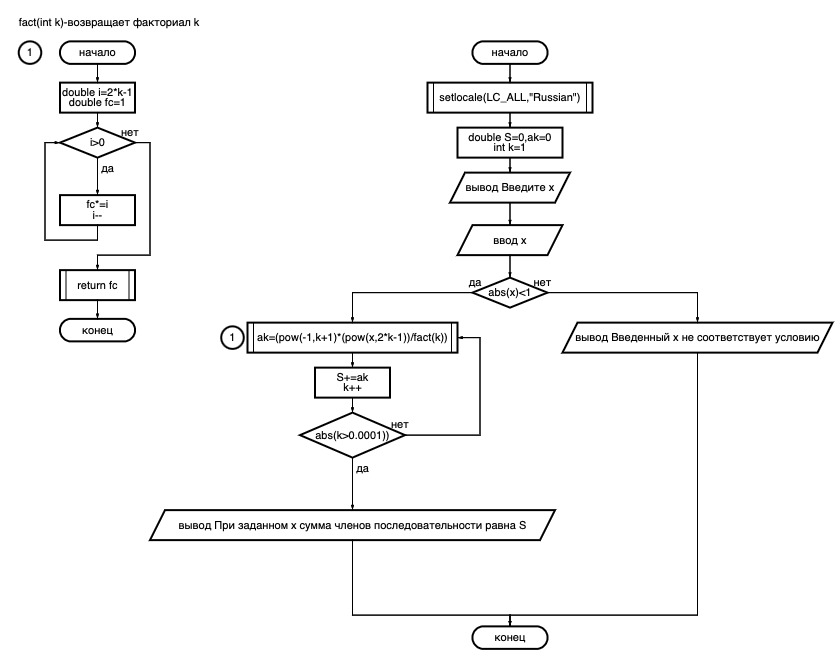 fact(int k)-возвращает факториал k
1
начало
double i=2*k-1
double fc=1
i>0
нет
да
fc*=i
i--
return fc
конец
начало
setlocale(LC_ALL,"Russian")
double S=0,ak=0
int k=1
вывод Введите x
ввод x
да
abs(x)<1
нет
1
ak=(pow(-1,k+1)*(pow(x,2*k-1))/fact(k))
вывод Введенный x не соответствует условию
S+=ak
k++
abs(k>0.0001))
нет
да
вывод При заданном x сумма членов последовательности равна S
конец